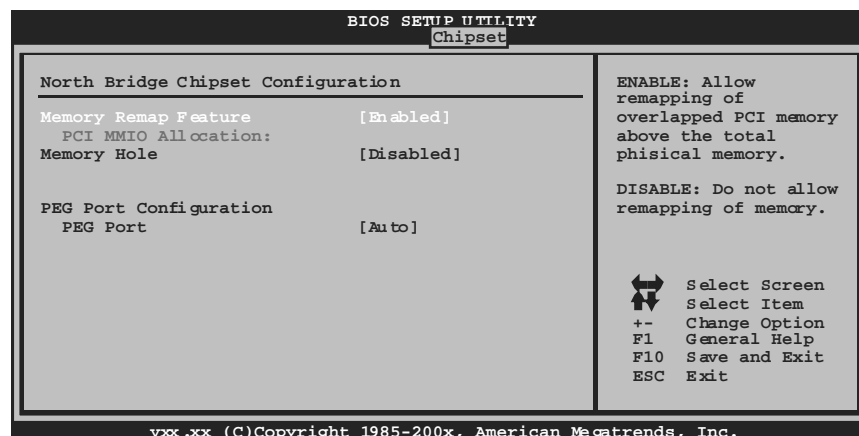 BIOS SETUP UTILITY
Chipset
North Bridge Chipset Configuration
Memory Remap Feature [Enabled]
PCI MMIO Allocation:
Memory Hole [Disabled]
PEG Port Configuration
PEG Port [Auto]
ENABLE: Allow
remapping of
overlapped PCI memory
above the total
phisical memory.
DISABLE: Do not allow
remapping of memory.
Select Screen
Select Item
+- Change Option
F1 General Help
F10 Save and Exit
ESC Exit
vxx.xx (C)Copyright 1985-200x, American Megatrends, Inc.